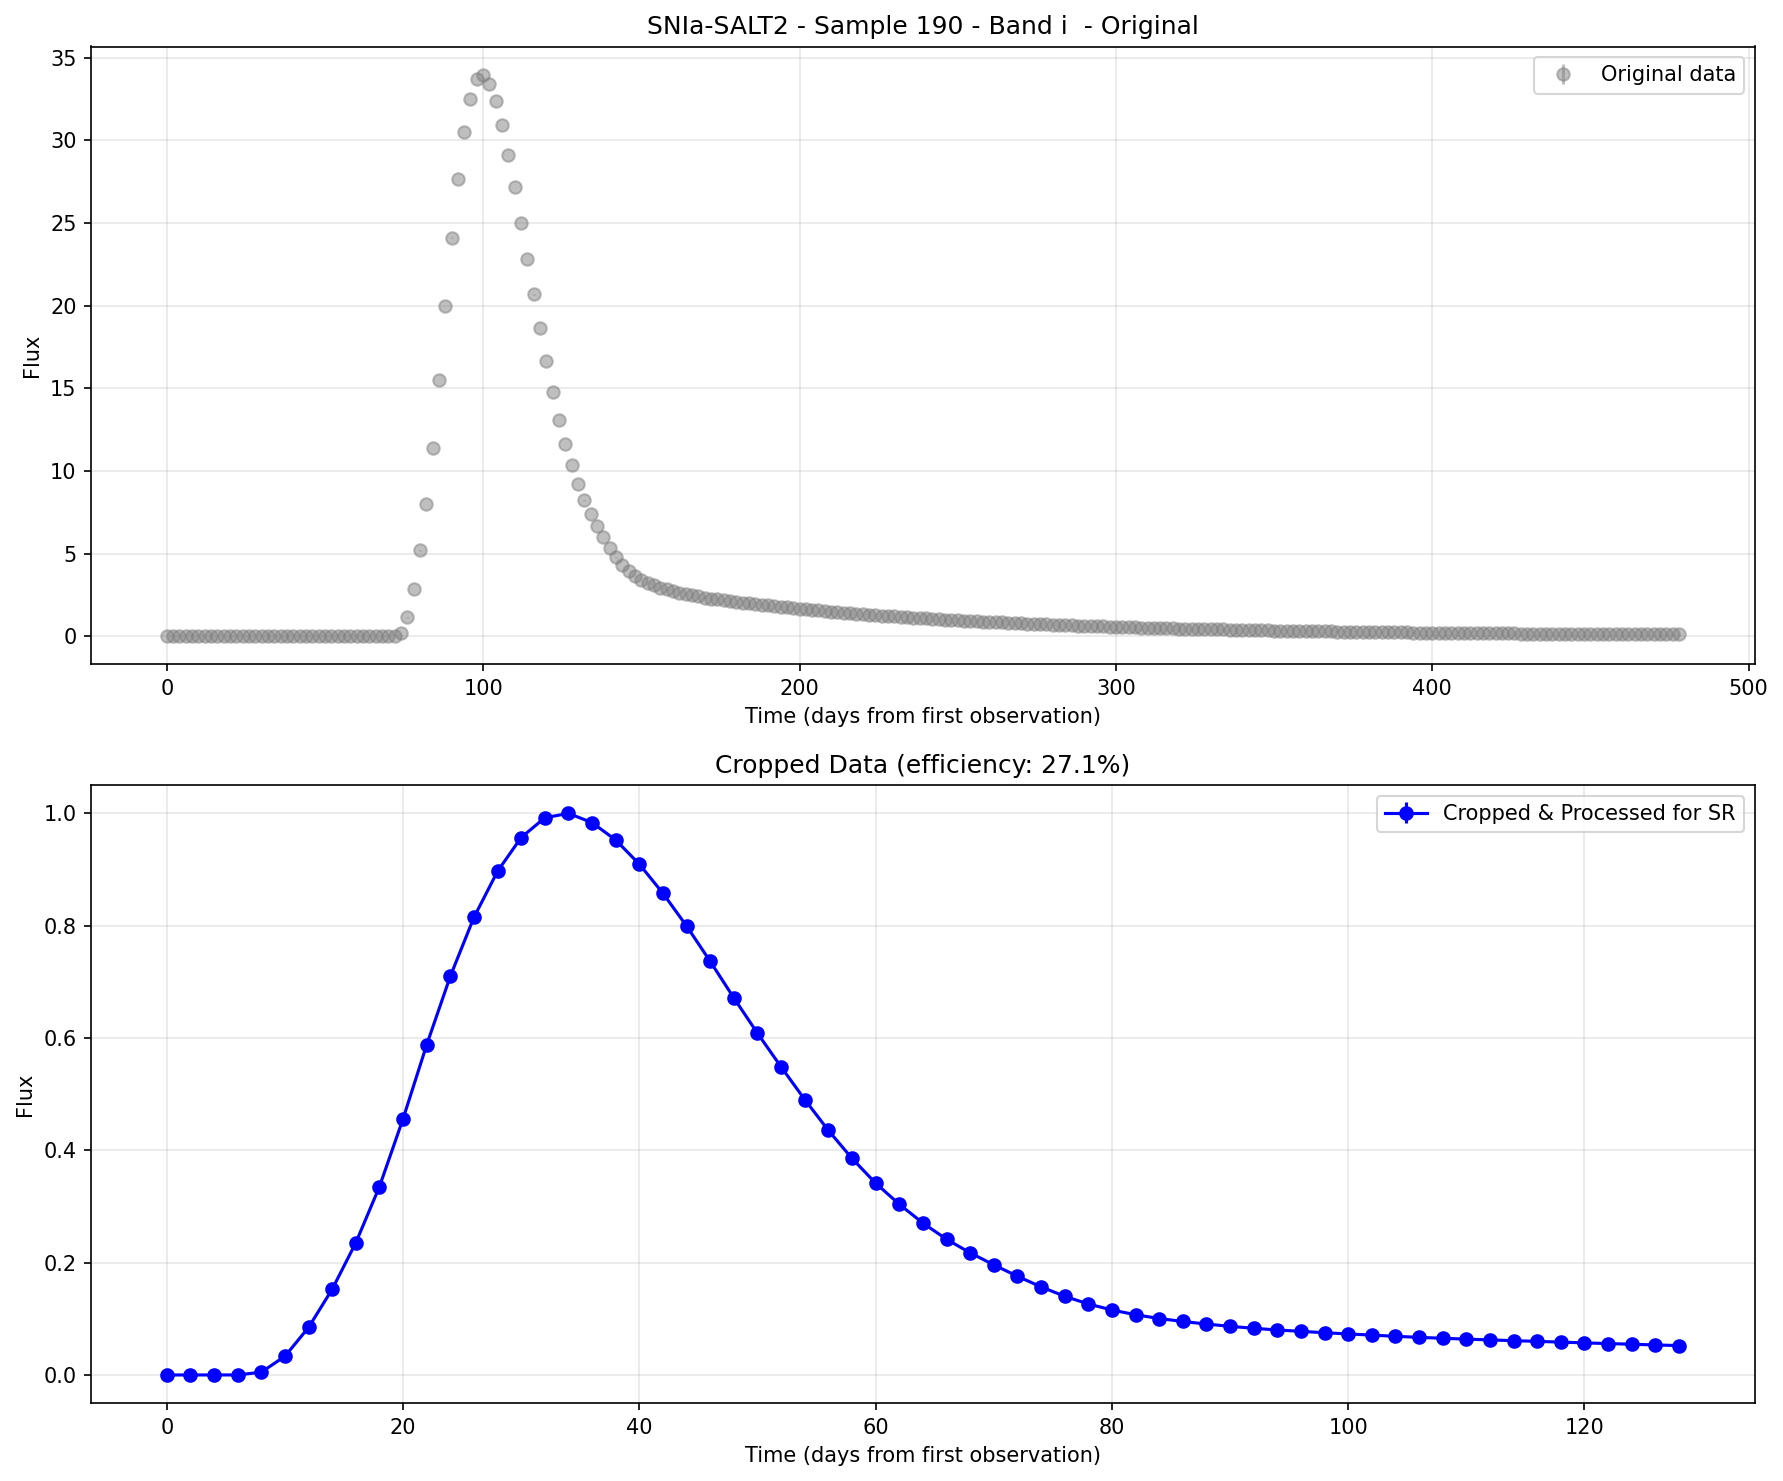 SNIa-SALT2 - Sample 190 - Band i  - Original
Original data
35
30
25
20
15
10
5
0
Flux
0 100 200 300 400 500
Time (days from first observation)
Cropped Data (efficiency: 27.1%)
Cropped & Processed for SR
1.0
0.8
0.6
0.4
0.2
0.0
Flux
0 20 40 60 80 100 120
Time (days from first observation)